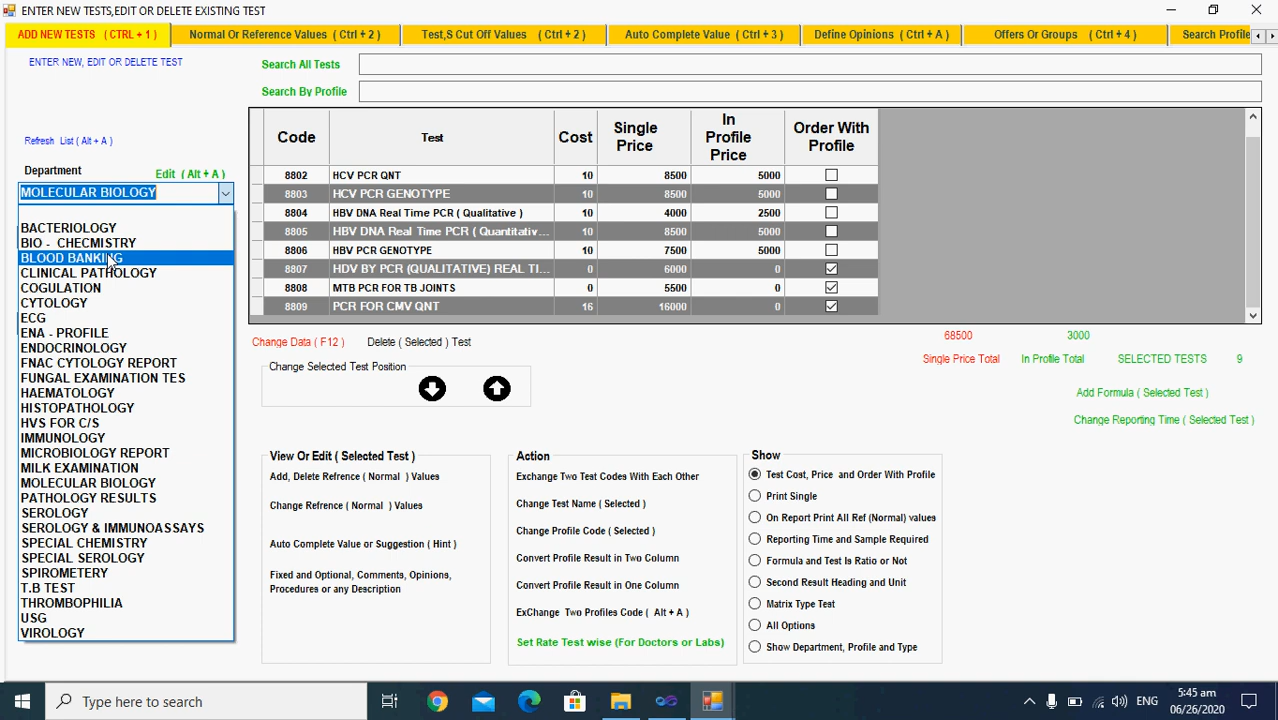 ENTER NEW TESTS,EDIT OR DELETE EXISTING TEST
ADD NEW TESTS ( CTRL + 1 )
Normal Or Reference Values ( Ctrl + 2 )
Test,S Cut Off Values ( Ctrl + 2 )
Auto Complete Value ( Ctrl + 3 )
Define Opinions ( Ctrl + A )
Offers Or Groups ( Ctrl + 4 )
Search Profile
ENTER NEW, EDIT OR DELETE TEST
Search All Tests
Search By Profile
Refresh List ( Alt + A )
Department
Edit ( Alt + A )
MOLECULAR BIOLOGY
BACTERIOLOGY
BIO - CHECMISTRY
BLOOD BANKING
CLINICAL PATHOLOGY
COGULATION
CYTOLOGY
ECG
ENA - PROFILE
ENDOCRINOLOGY
FNAC CYTOLOGY REPORT
FUNGAL EXAMINATION TES
HAEMATOLOGY
HISTOPATHOLOGY
HVS FOR C/S
IMMUNOLOGY
MICROBIOLOGY REPORT
MILK EXAMINATION
MOLECULAR BIOLOGY
PATHOLOGY RESULTS
SEROLOGY
SEROLOGY & IMMUNOASSAYS
SPECIAL CHEMISTRY
SPECIAL SEROLOGY
SPIROMETERY
T.B TEST
THROMBOPHILIA
USG
VIROLOGY
Code Test Cost Single Price In Profile Price Order With Profile
8802 HCV PCR QNT 10 8500 5000
8803 HCV PCR GENOTYPE 10 8500 5000
8804 HBV DNA Real Time PCR ( Qualitative ) 10 4000 2500
8805 HBV DNA Real Time PCR ( Qualitativ... 10 8500 5000
8806 HBV PCR GENOTYPE 10 7500 5000
8807 HDV BY PCR (QUALITATIVE) REAL TI... 0 6000 0
8808 MTB PCR FOR TB JOINTS 0 5500 0
8809 PCR FOR CMV QNT 16 16000 0
68500 3000
Single Price Total In Profile Total SELECTED TESTS 9
Change Data ( F12 ) Delete ( Selected ) Test
Change Selected Test Position
Add Formula ( Selected Test )
Change Reporting Time ( Selected Test )
View Or Edit ( Selected Test )
Add, Delete Refrence ( Normal ) Values
Change Refrence ( Normal ) Values
Auto Complete Value or Suggestion ( Hint )
Fixed and Optional, Comments, Opinions,
Procedures or any Description
Action
Exchange Two Test Codes With Each Other
Change Test Name ( Selected )
Change Profile Code ( Selected )
Convert Profile Result in Two Column
Convert Profile Result in One Column
ExChange Two Profiles Code ( Alt + A )
Set Rate Test wise (For Doctors or Labs)
Show
Test Cost, Price and Order With Profile
Print Single
On Report Print All Ref (Normal) values
Reporting Time and Sample Required
Formula and Test Is Ratio or Not
Second Result Heading and Unit
Matrix Type Test
All Options
Show Department, Profile and Type
Type here to search
ENG
5:45 am
06/26/2020